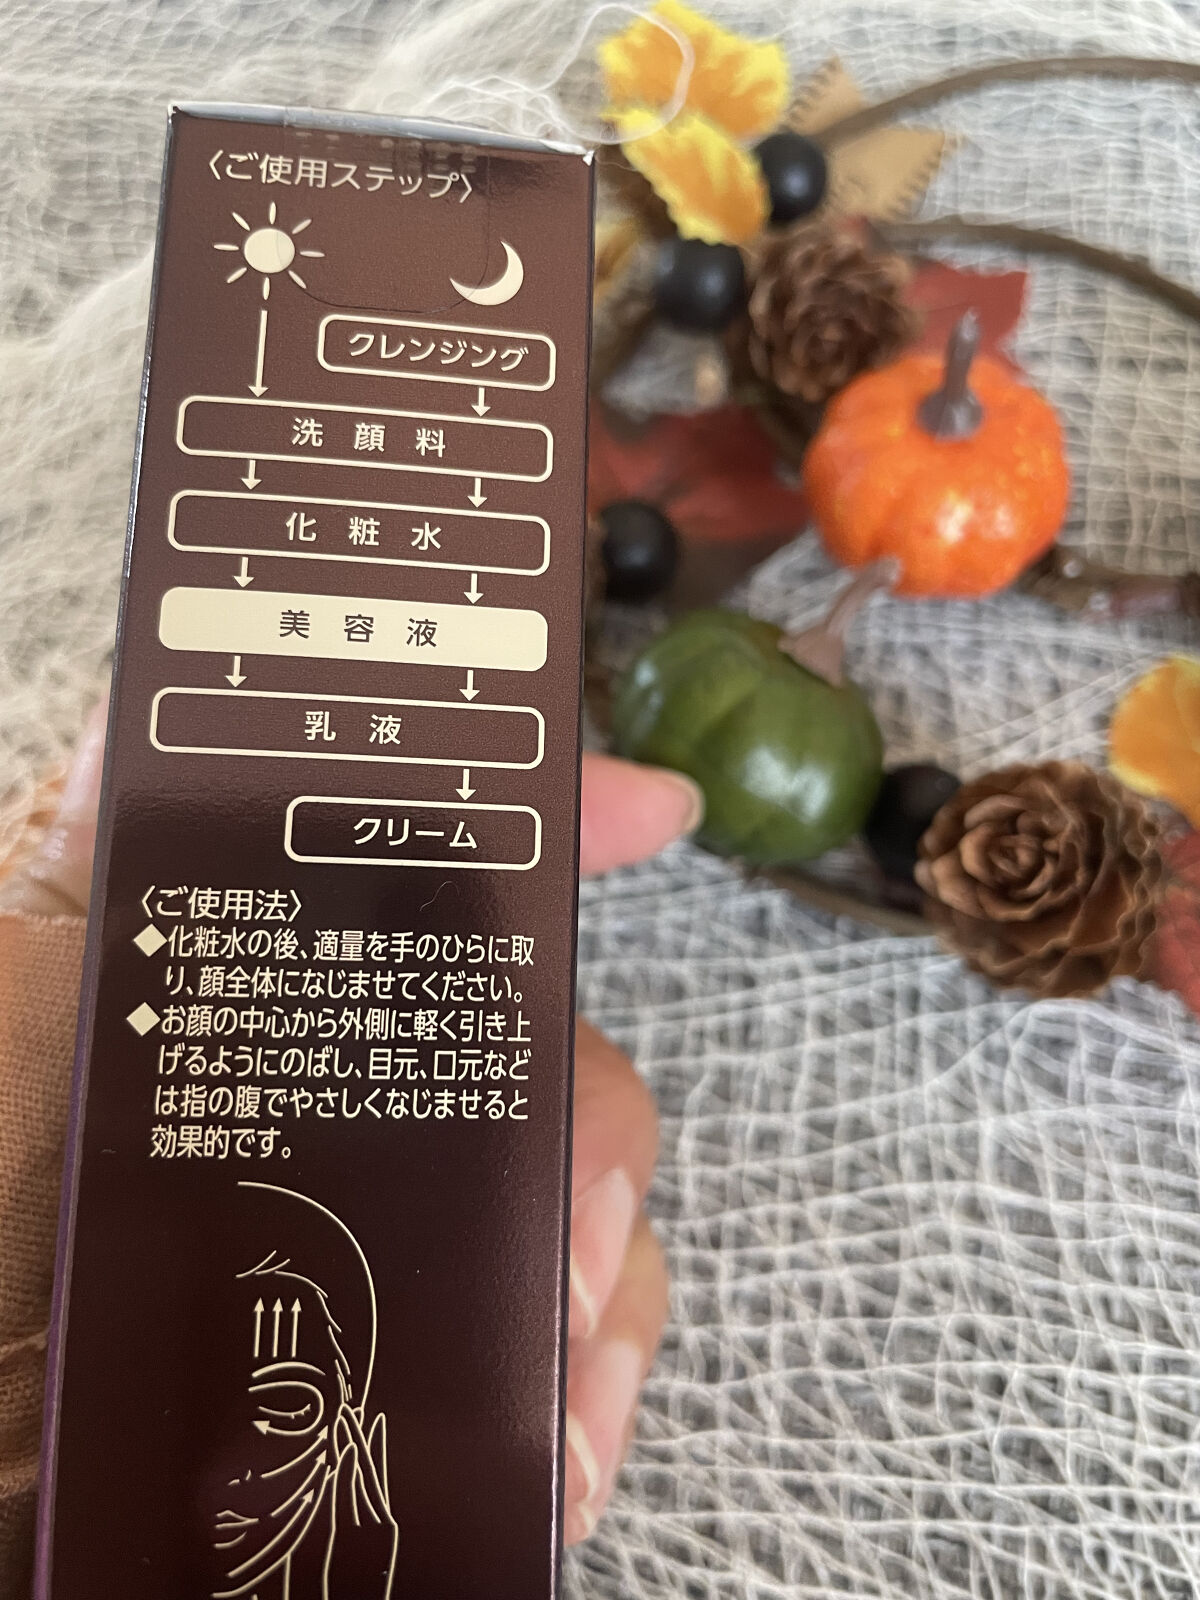 〈ご使用ステップ〉
クレンジング
洗顔料
化粧水
美容液
乳液
クリーム
〈ご使用法〉
◆化粧水の後、適量を手のひらに取
り、顔全体になじませてください。
◆お顔の中心から外側に軽く引き上
げるようにのばし、目元、口元など
は指の腹でやさしくなじませると
効果的です。